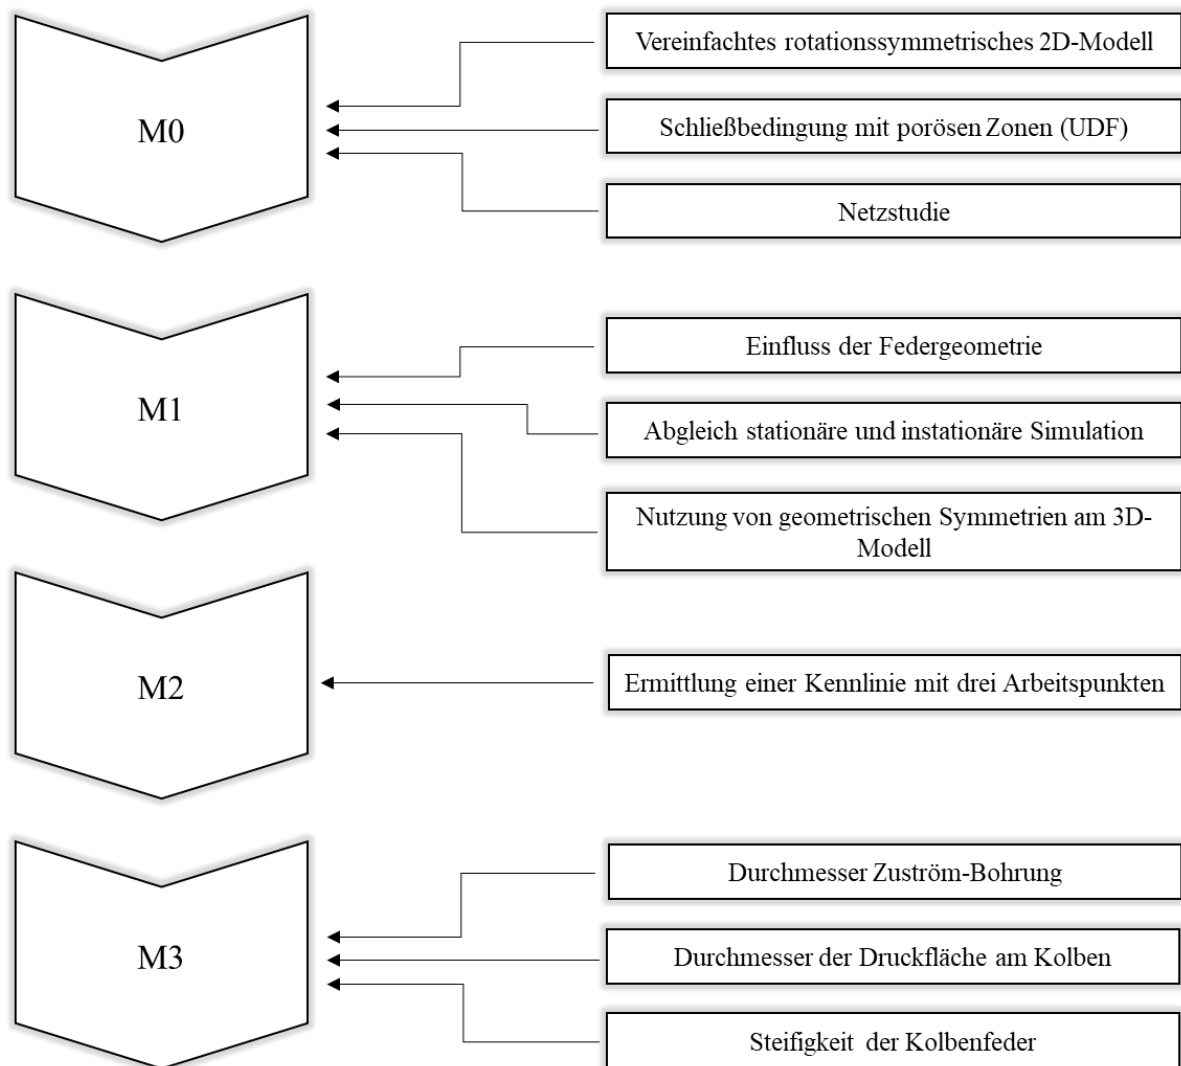 Vereinfachtes rotationssymmetrisches 2D-Modell
M0
Schließbedingung mit porösen Zonen (UDF)
Netzstudie
Einfluss der Federgeometrie
M1
Abgleich stationäre und instationäre Simulation
Nutzung von geometrischen Symmetrien am 3D-
Modell
M2
Ermittlung einer Kennlinie mit drei Arbeitspunkten
Durchmesser Zuström-Bohrung
M3
Durchmesser der Druckfläche am Kolben
Steifigkeit der Kolbenfeder